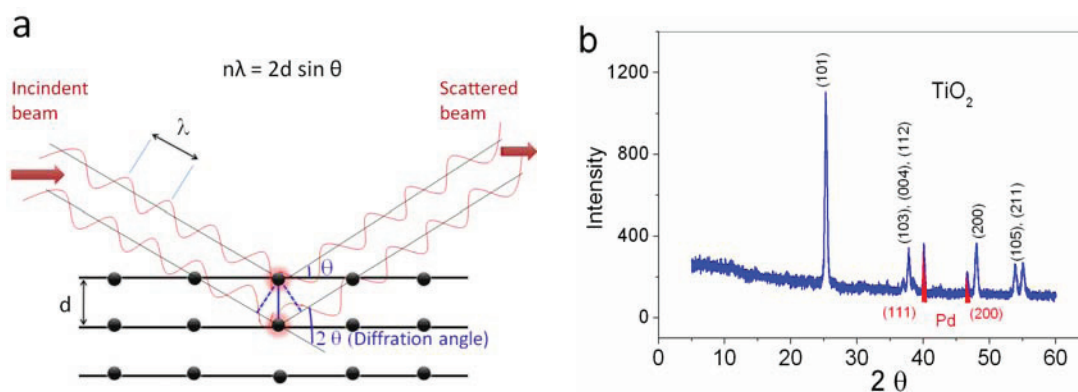 a
nλ = 2d sin θ
Incindent
beam
Scattered
beam
λ
θ
d
2 θ (Diffration angle)
b
Intensity
1200
800
400
0
(101)
TiO₂
(103), (004), (112)
(200)
(105), (211)
(111)
Pd
(200)
0
10
20
30
40
50
60
2 θ